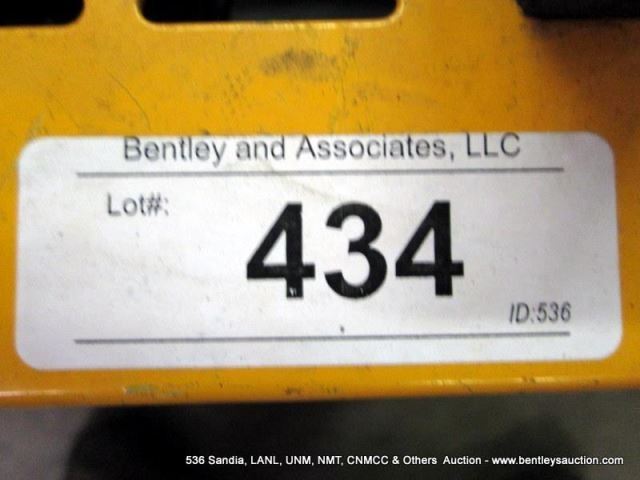 Bentley and Associates, LLC
Lot#:
434
ID:536
536 Sandia, LANL, UNM, NMT, CNMCC & Others Auction - www.bentleysauction.com